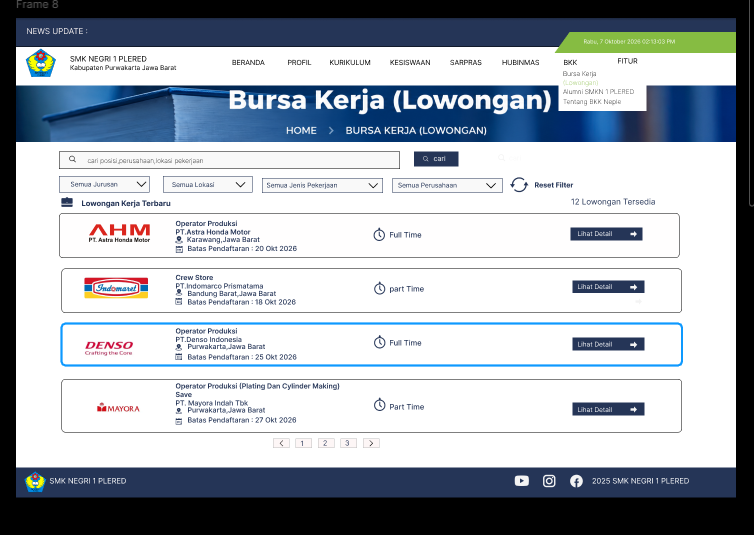 Frame 8
NEWS UPDATE :
Rabu, 7 Oktober 2026 02:13:03 PM
SMK NEGRI 1 PLERED
Kabupaten Purwakarta Jawa Barat
BERANDA PROFIL KURIKULUM KESISWAAN SARPRAS HUBINMAS BKK FITUR
Bursa Kerja
(Lowongan)
Alumni SMKN 1 PLERED
Tentang BKK Neple
Bursa Kerja (Lowongan)
HOME > BURSA KERJA (LOWONGAN)
cari posisi,perusahaan,lokasi pekerjaan
cari
Semua Jurusan Semua Lokasi Semua Jenis Pekerjaan Semua Perusahaan Reset Filter
Lowongan Kerja Terbaru 12 Lowongan Tersedia
AHM
PT. Astra Honda Motor
Operator Produksi
PT.Astra Honda Motor
Karawang,Jawa Barat
Batas Pendaftaran : 20 Okt 2026
Full Time
Lihat Detail
Indomaret
Crew Store
PT.Indomarco Prismatama
Bandung Barat,Jawa Barat
Batas Pendaftaran : 18 Okt 2026
part Time
Lihat Detail
DENSO
Crafting the Core
Operator Produksi
PT.Denso Indonesia
Purwakarta,Jawa Barat
Batas Pendaftaran : 25 Okt 2026
Full Time
Lihat Detail
MAYORA
Operator Produksi (Plating Dan Cylinder Making)
Save
PT. Mayora Indah Tbk
Purwakarta,Jawa Barat
Batas Pendaftaran : 27 Okt 2026
Part Time
Lihat Detail
< 1 2 3 >
SMK NEGRI 1 PLERED
2025 SMK NEGRI 1 PLERED